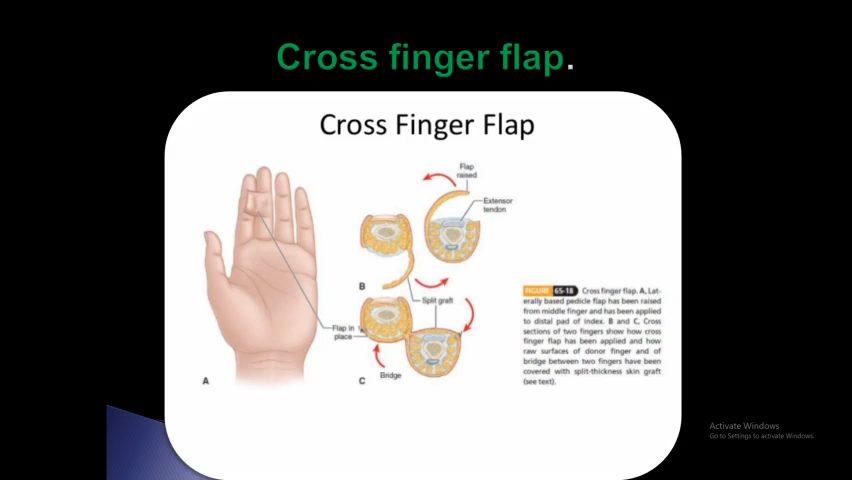 Cross finger flap.
Cross Finger Flap
Flap
raised
Extensor
tendon
B
Split graft
Flap in
place
Bridge
A
C
FIGURE 65-18 Cross finger flap. A, Lat-
erally based pedicle flap has been raised
from middle finger and has been applied
to distal pad of index. B and C, Cross
sections of two fingers show how cross
finger flap has been applied and how
raw surfaces of donor finger and of
bridge between two fingers have been
covered with split-thickness skin graft
(see text).
Activate Windows
Go to Settings to activate Windows.